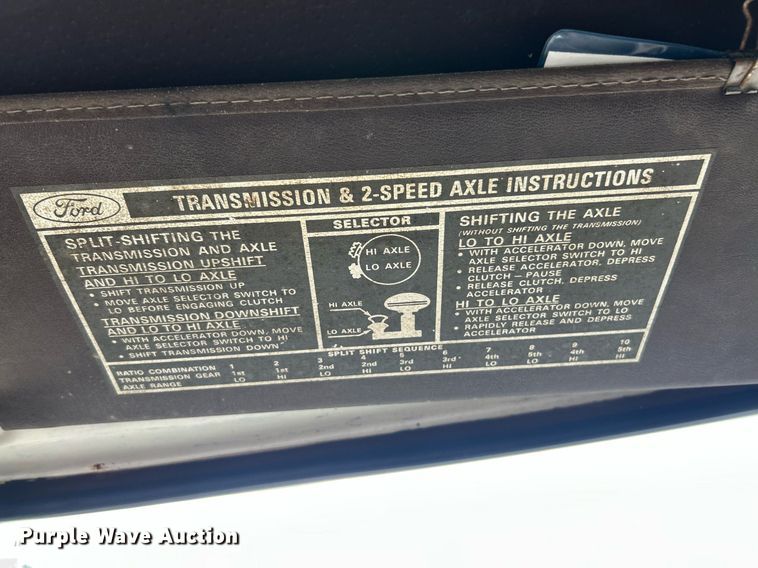 Ford
TRANSMISSION & 2-SPEED AXLE INSTRUCTIONS
SPLIT-SHIFTING THE
TRANSMISSION AND AXLE
TRANSMISSION UPSHIFT
AND HI TO LO AXLE
• SHIFT TRANSMISSION UP
• MOVE AXLE SELECTOR SWITCH TO
LO BEFORE ENGAGING CLUTCH
TRANSMISSION DOWNSHIFT
AND LO TO HI AXLE
• WITH ACCELERATOR DOWN, MOVE
AXLE SELECTOR SWITCH TO HI
• SHIFT TRANSMISSION DOWN
SELECTOR
HI AXLE
LO AXLE
HI AXLE
LO AXLE
SHIFTING THE AXLE
(WITHOUT SHIFTING THE TRANSMISSION)
LO TO HI AXLE
• WITH ACCELERATOR DOWN, MOVE
AXLE SELECTOR SWITCH TO HI
• RELEASE ACCELERATOR, DEPRESS
CLUTCH – PAUSE
• RELEASE CLUTCH, DEPRESS
ACCELERATOR
HI TO LO AXLE
• WITH ACCELERATOR DOWN, MOVE
AXLE SELECTOR SWITCH TO LO
• RAPIDLY RELEASE AND DEPRESS
ACCELERATOR
SPLIT SHIFT SEQUENCE
RATIO COMBINATION 1 2 3 4 5 6 7 8 9 10
TRANSMISSION GEAR 1st 1st 2nd 2nd 3rd 3rd 4th 5th 4th 5th
AXLE RANGE LO HI LO HI LO HI LO LO HI HI
Purple Wave Auction